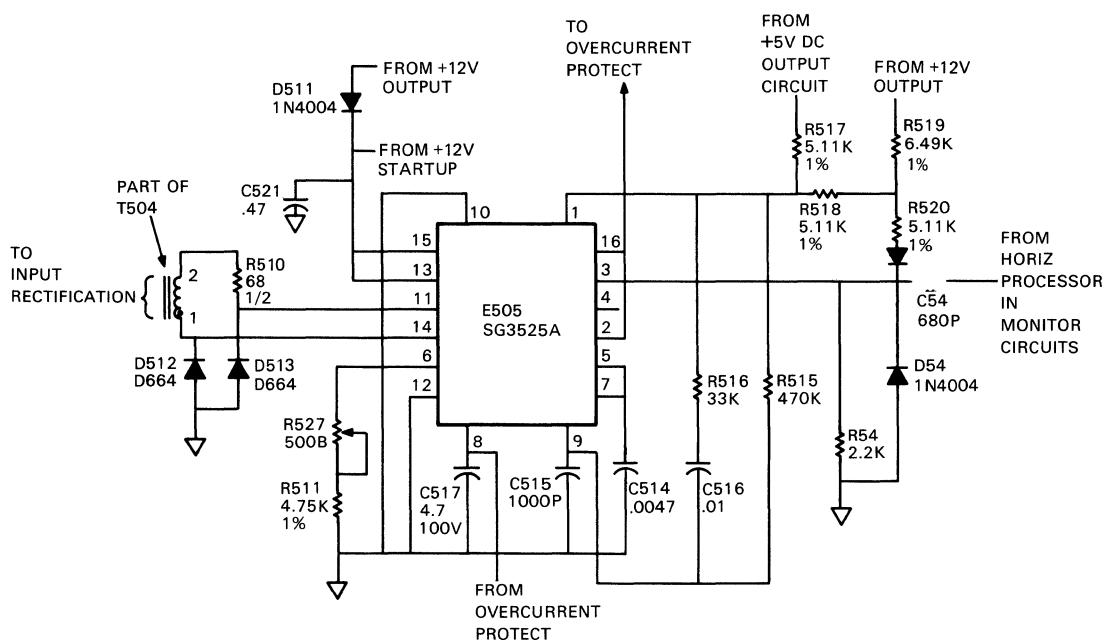 FROM +12V
OUTPUT
D511
1N4004
FROM +12V
STARTUP
C521
.47
PART OF
T504
TO
INPUT
RECTIFICATION
2
1
R510
68
1/2
D512
D664
D513
D664
R527
500B
R511
4.75K
1%
TO
OVERCURRENT
PROTECT
10
1
15
13
11
14
6
12
16
3
4
2
5
7
8
9
E505
SG3525A
C517
4.7
100V
C515
1000P
C514
.0047
C516
.01
FROM
OVERCURRENT
PROTECT
R516
33K
R515
470K
FROM
+5V DC
OUTPUT
CIRCUIT
R517
5.11K
1%
R518
5.11K
1%
FROM +12V
OUTPUT
R519
6.49K
1%
R520
5.11K
1%
C54
680P
FROM
HORIZ
PROCESSOR
IN
MONITOR
CIRCUITS
D54
1N4004
R54
2.2K